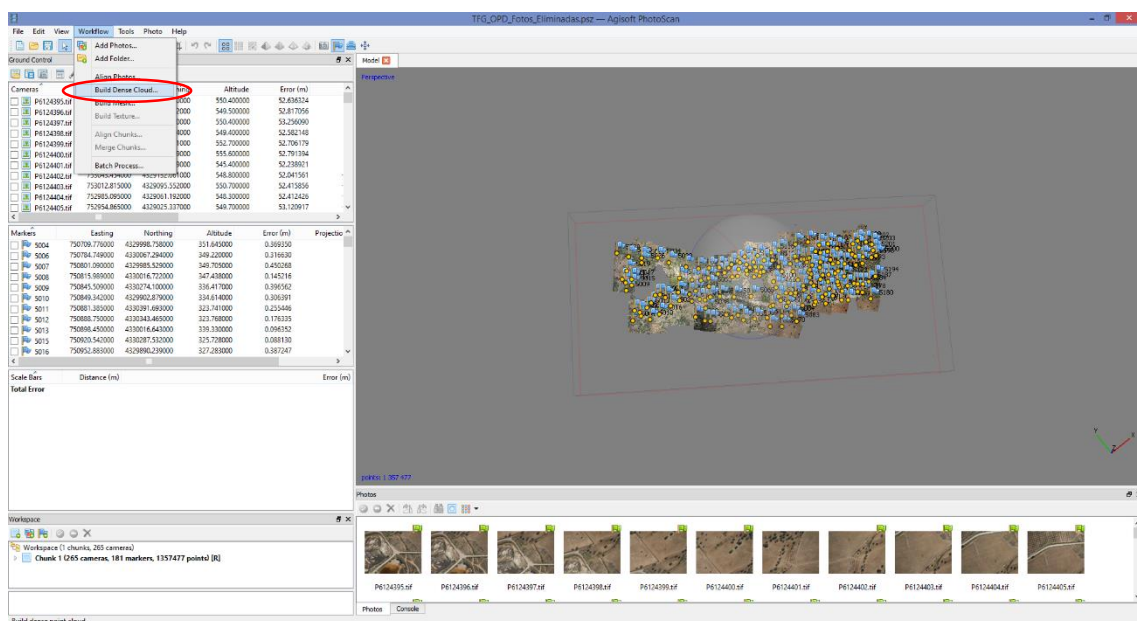 TFG_OPD_Fotos_Eliminadas.psz — Agisoft PhotoScan
File Edit View Workflow Tools Photo Help
Add Photos...
Add Folder...
Align Photos...
Build Dense Cloud...
Build Mesh...
Build Texture...
Align Chunks...
Merge Chunks...
Batch Process...
Ground Control
Cameras Altitude Error (m)
P6124395.tif 550.400000 52.636324
P6124396.tif 549.500000 52.817056
P6124397.tif 550.400000 53.256090
P6124398.tif 549.400000 52.582148
P6124399.tif 552.700000 52.706179
P6124400.tif 555.600000 52.791394
P6124401.tif 545.400000 52.238921
P6124402.tif 548.800000 52.041561
P6124403.tif 753012.815000 4329095.552000 550.700000 52.415856
P6124404.tif 752985.095000 4329061.192000 548.300000 52.412426
P6124405.tif 752954.865000 4329025.337000 549.700000 53.120917
Markers Easting Northing Altitude Error (m) Projectio
5004 750709.776000 4329998.758000 351.645000 0.369350
5006 750784.749000 4330067.294000 349.220000 0.316630
5007 750801.090000 4329985.529000 349.705000 0.450268
5008 750815.989000 4330016.722000 347.438000 0.145216
5009 750845.509000 4330274.100000 336.417000 0.396562
5010 750849.342000 4329902.879000 334.614000 0.306391
5011 750881.385000 4330391.693000 323.741000 0.255446
5012 750888.750000 4330343.465000 323.768000 0.176335
5013 750898.450000 4330016.643000 339.330000 0.096352
5015 750920.542000 4330287.532000 325.728000 0.088130
5016 750952.883000 4329890.239000 327.283000 0.387247
Scale Bars Distance (m) Error (m)
Total Error
Workspace
Workspace (1 chunks, 265 cameras)
Chunk 1 (265 cameras, 181 markers, 1357477 points) [R]
Build dense point cloud
Model
Perspective
points: 1 357 477
Y X
Z
Photos
P6124395.tif P6124396.tif P6124397.tif P6124398.tif P6124399.tif P6124400.tif P6124401.tif P6124402.tif P6124403.tif P6124404.tif P6124405.tif
Photos Console